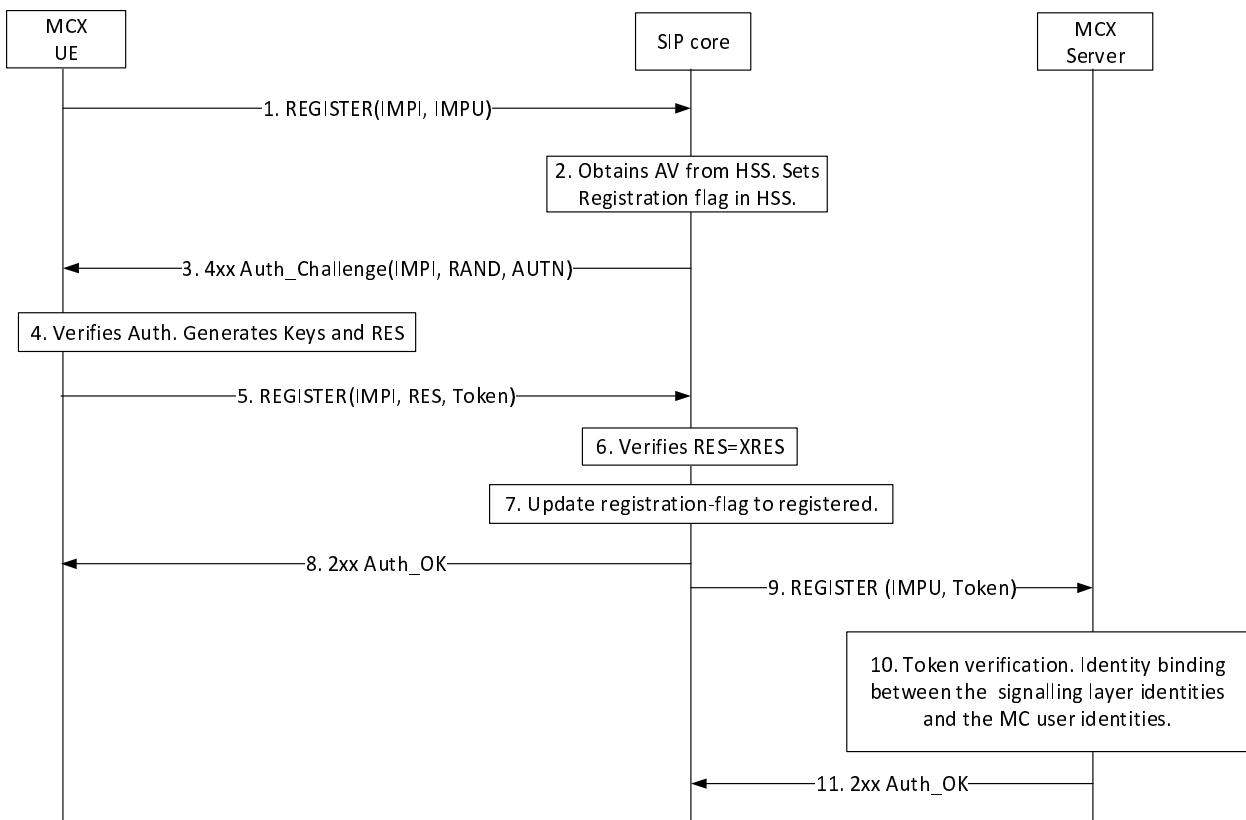 MCX
UE
SIP core
MCX
Server
1. REGISTER(IMPI, IMPU)
2. Obtains AV from HSS. Sets
Registration flag in HSS.
3. 4xx Auth_Challenge(IMPI, RAND, AUTN)
4. Verifies Auth. Generates Keys and RES
5. REGISTER(IMPI, RES, Token)
6. Verifies RES=XRES
7. Update registration-flag to registered.
8. 2xx Auth_OK
9. REGISTER (IMPU, Token)
10. Token verification. Identity binding
between the signalling layer identities
and the MC user identities.
11. 2xx Auth_OK